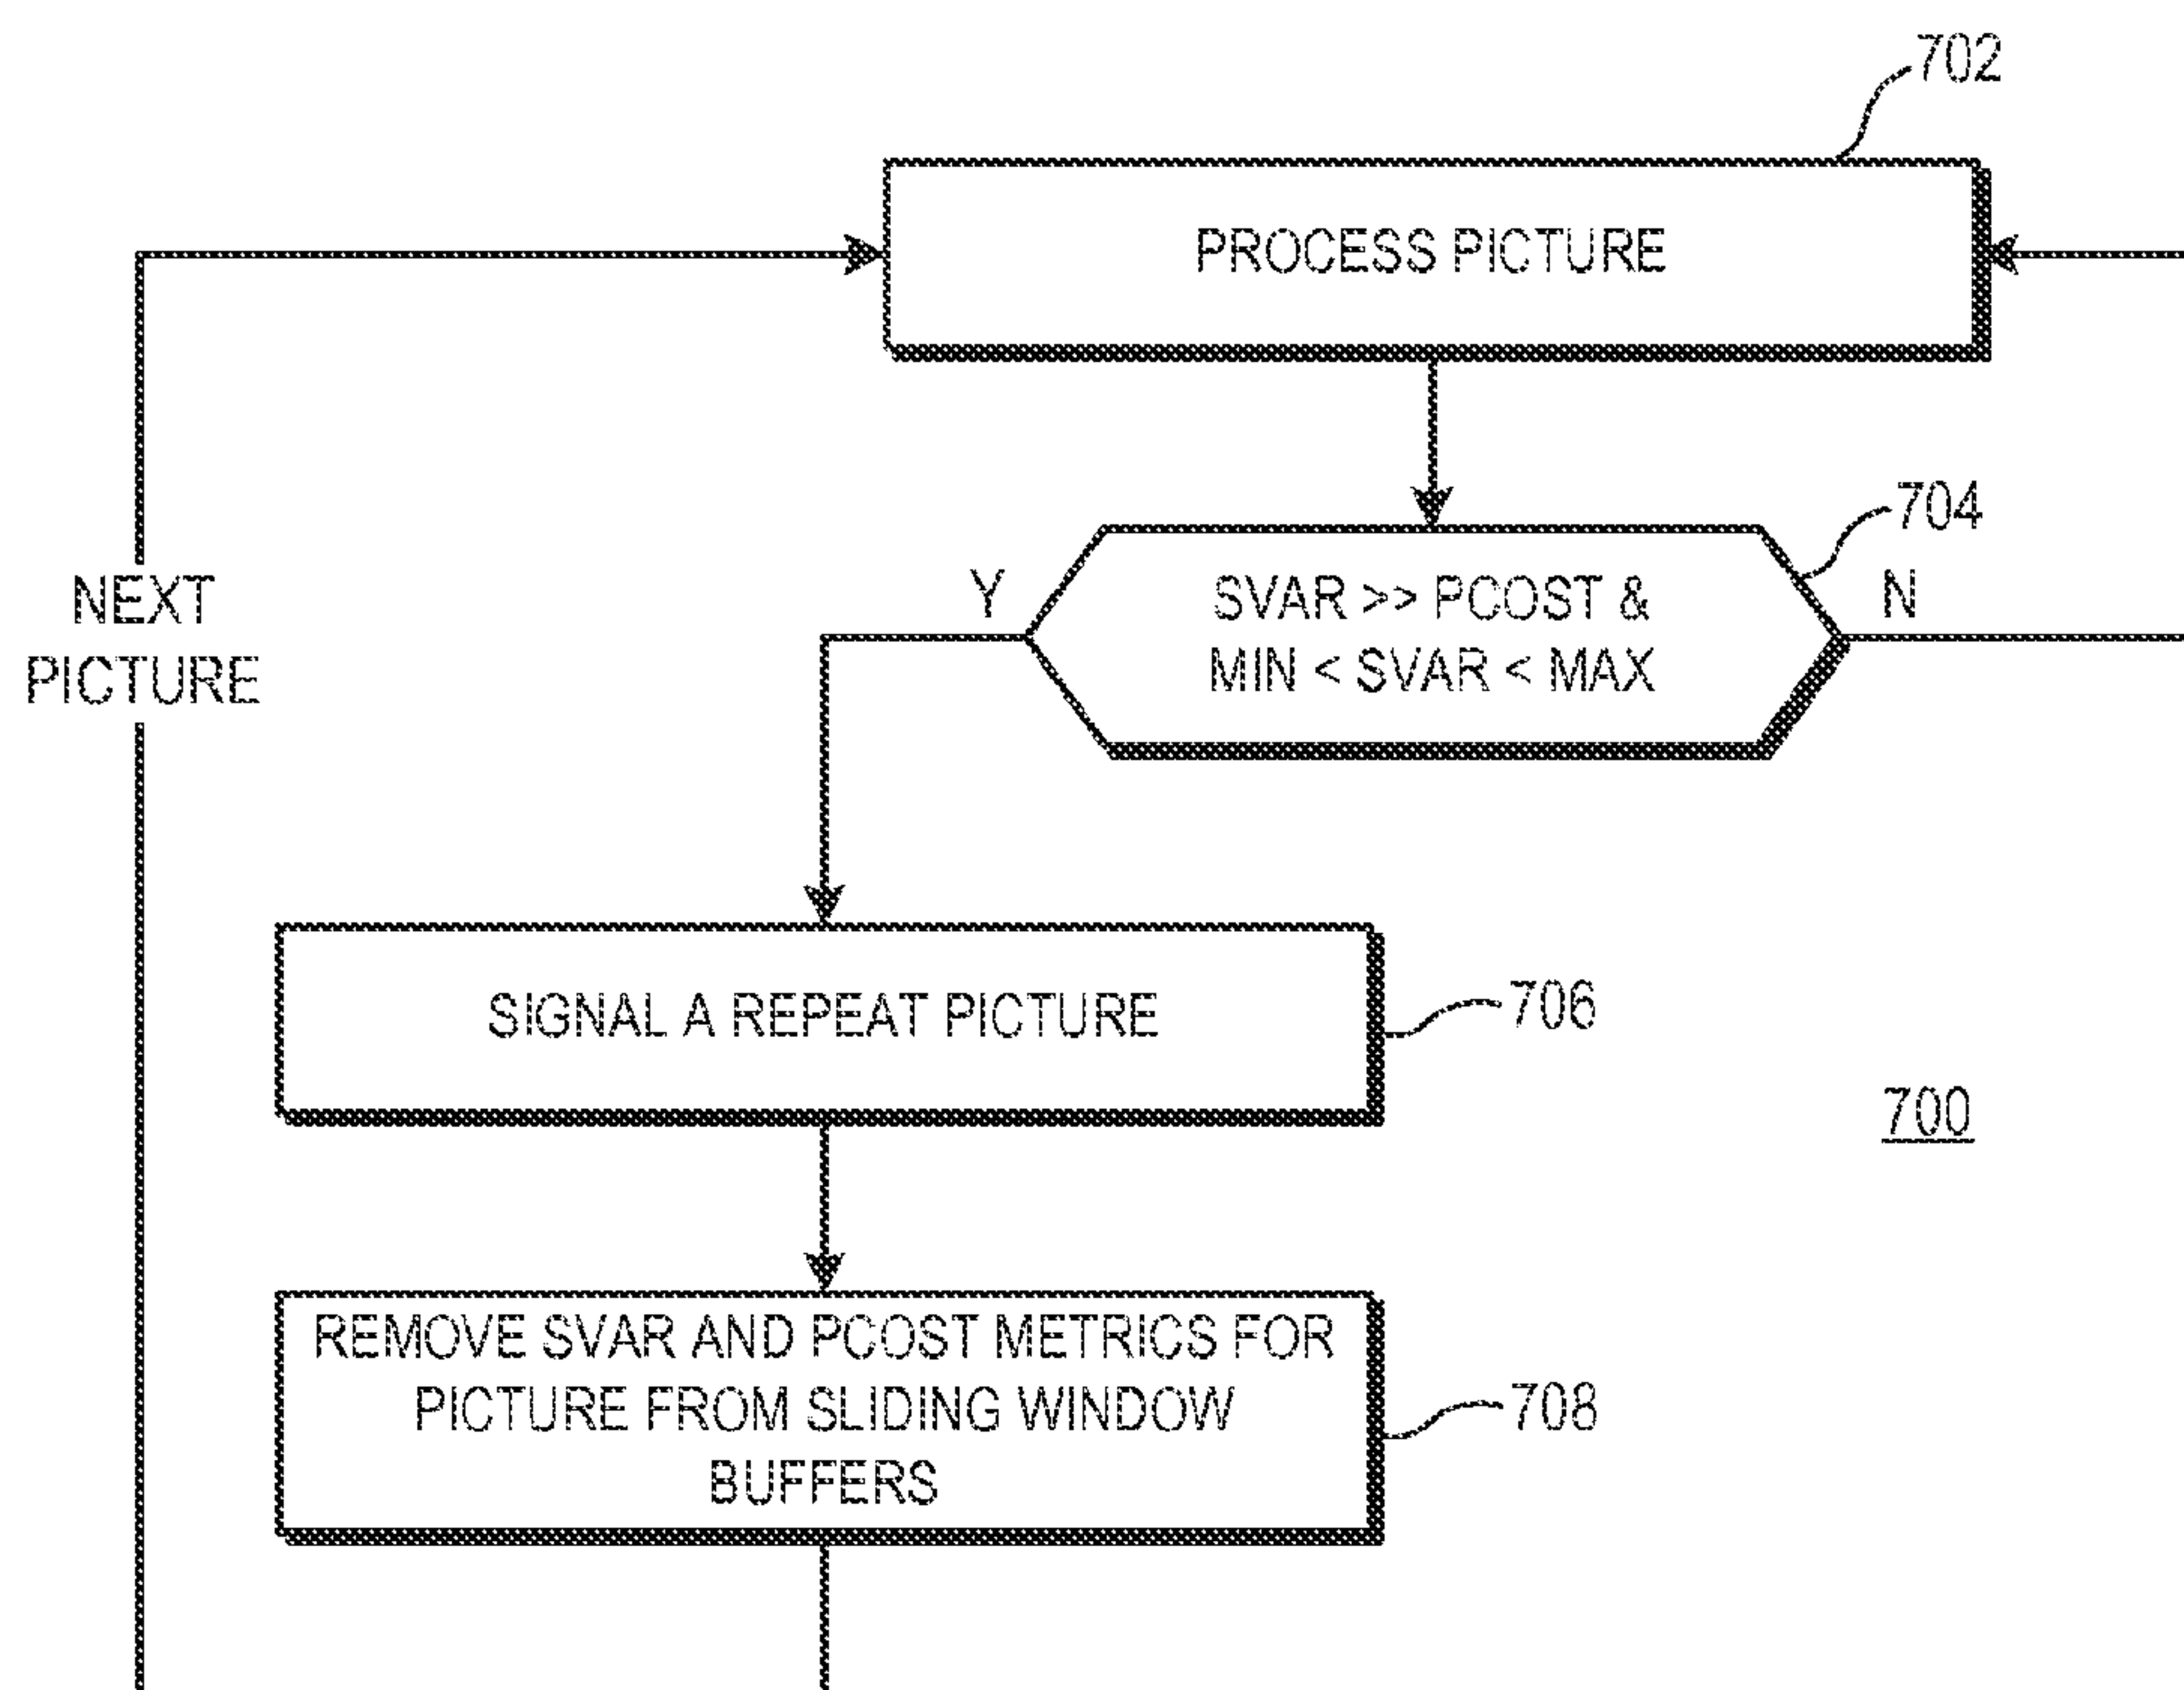 702
PROCESS PICTURE
704
NEXT
PICTURE
Y
SVAR >> PCOST &
MIN < SVAR < MAX
N
SIGNAL A REPEAT PICTURE
706
700
REMOVE SVAR AND PCOST METRICS FOR
PICTURE FROM SLIDING WINDOW
BUFFERS
708